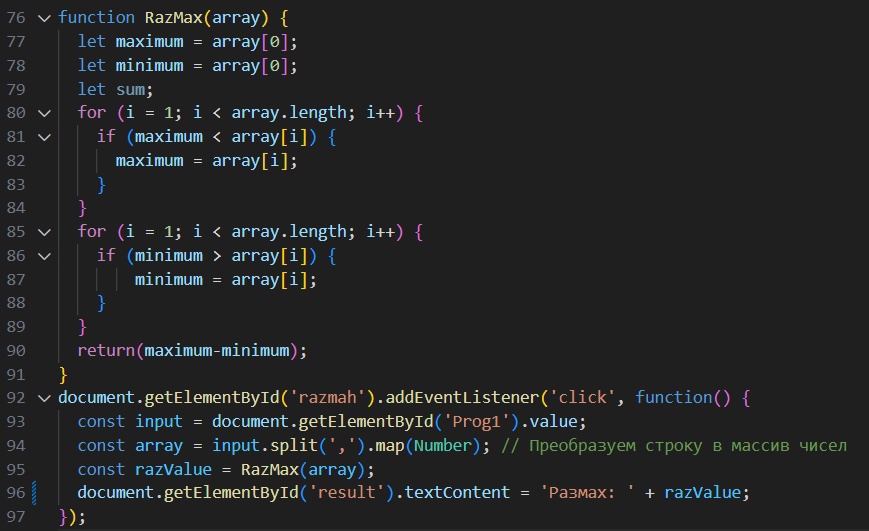 76 function RazMax(array) {
77 let maximum = array[0];
78 let minimum = array[0];
79 let sum;
80 for (i = 1; i < array.length; i++) {
81 if (maximum < array[i]) {
82 maximum = array[i];
83 }
84 }
85 for (i = 1; i < array.length; i++) {
86 if (minimum > array[i]) {
87 minimum = array[i];
88 }
89 }
90 return(maximum-minimum);
91 }
92 document.getElementById('razmah').addEventListener('click', function() {
93 const input = document.getElementById('Prog1').value;
94 const array = input.split(',').map(Number); // Преобразуем строку в массив чисел
95 const razValue = RazMax(array);
96 document.getElementById('result').textContent = 'Размах: ' + razValue;
97 });